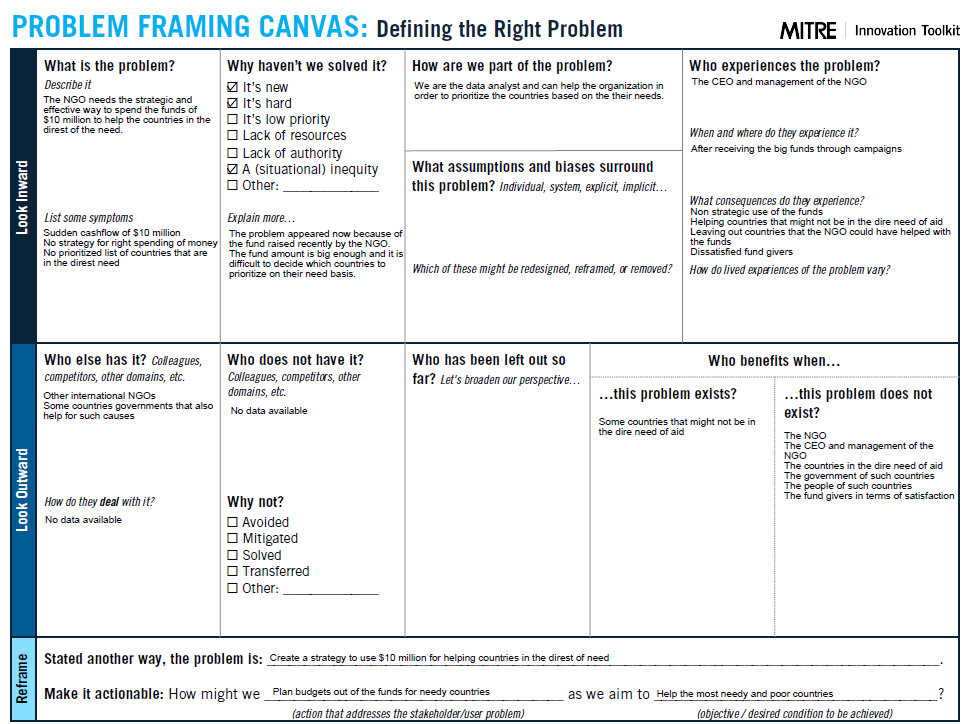 PROBLEM FRAMING CANVAS: Defining the Right Problem
MITRE | Innovation Toolkit
Look Inward
What is the problem?
Describe it
The NGO needs the strategic and
effective way to spend the funds of
$10 million to help the countries in the
direst of the need.
List some symptoms
Sudden cashflow of $10 million
No strategy for right spending of money
No prioritized list of countries that are
in the direst need
Why haven't we solved it?
☑ It's new
☑ It's hard
☐ It's low priority
☐ Lack of resources
☐ Lack of authority
☑ A (situational) inequity
☐ Other: ______________
Explain more…
The problem appeared now because of
the fund raised recently by the NGO.
The fund amount is big enough and it is
difficult to decide which countries to
prioritize on their need basis.
How are we part of the problem?
We are the data analyst and can help the organization in
order to prioritize the countries based on the their needs.
What assumptions and biases surround
this problem? Individual, system, explicit, implicit…
Which of these might be redesigned, reframed, or removed?
Who experiences the problem?
The CEO and management of the NGO
When and where do they experience it?
After receiving the big funds through campaigns
What consequences do they experience?
Non strategic use of the funds
Helping countries that might not be in the dire need of aid
Leaving out countries that the NGO could have helped with
the funds
Dissatisfied fund givers
How do lived experiences of the problem vary?
Look Outward
Who else has it? Colleagues,
competitors, other domains, etc.
Other international NGOs
Some countries governments that also
help for such causes
How do they deal with it?
No data available
Who does not have it?
Colleagues, competitors, other
domains, etc.
No data available
Why not?
☐ Avoided
☐ Mitigated
☐ Solved
☐ Transferred
☐ Other: ______________
Who has been left out so
far? Let's broaden our perspective…
Who benefits when…
…this problem exists?
Some countries that might not be in
the dire need of aid
…this problem does not
exist?
The NGO
The CEO and management of the
NGO
The countries in the dire need of aid
The government of such countries
The people of such countries
The fund givers in terms of satisfaction
Reframe
Stated another way, the problem is: Create a strategy to use $10 million for helping countries in the direst of need.
Make it actionable: How might we Plan budgets out of the funds for needy countries as we aim to Help the most needy and poor countries ?
(action that addresses the stakeholder/user problem) (objective / desired condition to be achieved)